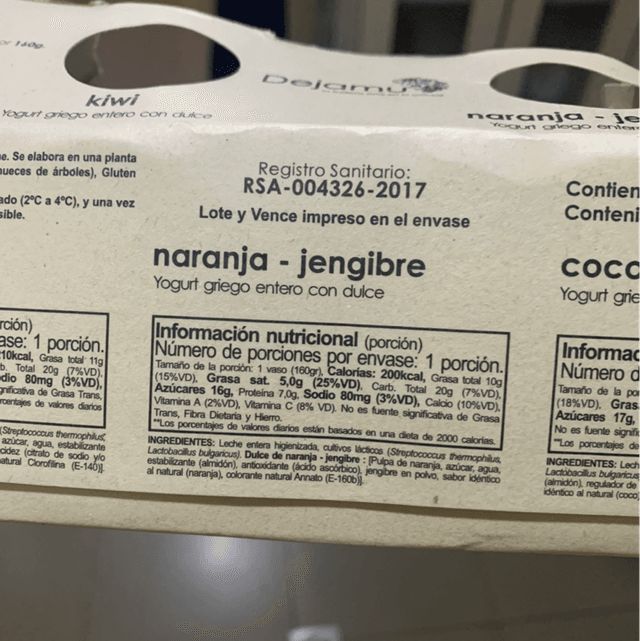 or 160g.
kiwi
Yogurt griego entero con dulce
Dejamu
naranja - je
Yogurt griego enter
e. Se elabora en una planta
nueces de árboles), Gluten
ado (2ºC a 4ºC), y una vez
sible.
Registro Sanitario:
RSA-004326-2017
Lote y Vence impreso en el envase
naranja - jengibre
Yogurt griego entero con dulce
Contien
Conteni
coco
Yogurt grie
rción)
ase: 1 porción.
10kcal, Grasa total 11g
b. Total 20g (7%VD),
dio 80mg (3%VD),
gnificativa de Grasa Trans,
rcentajes de valores diarios
(Streptococcus thermophilus,
azúcar, agua, estabilizante
cidez (citrato de sodio y/o
atural Clorofilina (E-140)].
Información nutricional (porción)
Número de porciones por envase: 1 porción.
Tamaño de la porción: 1 vaso (160gr), Calorías: 200kcal, Grasa total 10g
(15%VD), Grasa sat. 5,0g (25%VD), Carb. Total 20g (7%VD),
Azúcares 16g, Proteína 7,0g, Sodio 80mg (3%VD), Calcio (10%VD),
Vitamina A (2%VD), Vitamina C (8% VD). No es fuente significativa de Grasa
Trans, Fibra Dietaria y Hierro.
**Los porcentajes de valores diarios están basados en una dieta de 2000 calorías.
INGREDIENTES: Leche entera higienizada, cultivos lácticos (Streptococcus thermophilus,
Lactobacillus bulgaricus). Dulce de naranja - jengibre : [Pulpa de naranja, azúcar, agua,
estabilizante (almidón), antioxidante (ácido ascórbico), jengibre en polvo, sabor idéntico
al natural (naranja), colorante natural Annato (E-160b)].
Informac
Número d
Tamaño de la por
(18%VD), Gras
Azúcares 17g,
No es fuente signifi
**Los porcentajes de
INGREDIENTES: Lech
Lactobacillus bulgaricus
(almidón), regulador de
idéntico al natural (coco